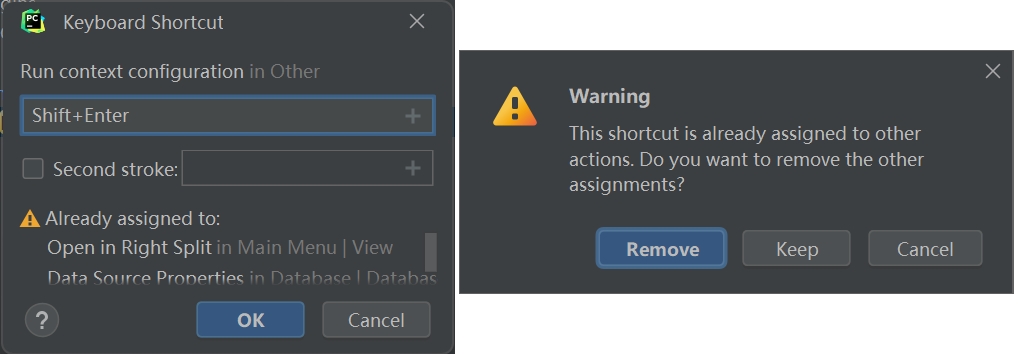 PC
Keyboard Shortcut
Run context configuration in Other
Shift+Enter
Second stroke:
Already assigned to:
Open in Right Split in Main Menu | View
Data Source Properties in Database | Databas
?
OK
Cancel
Warning
This shortcut is already assigned to other
actions. Do you want to remove the other
assignments?
Remove
Keep
Cancel